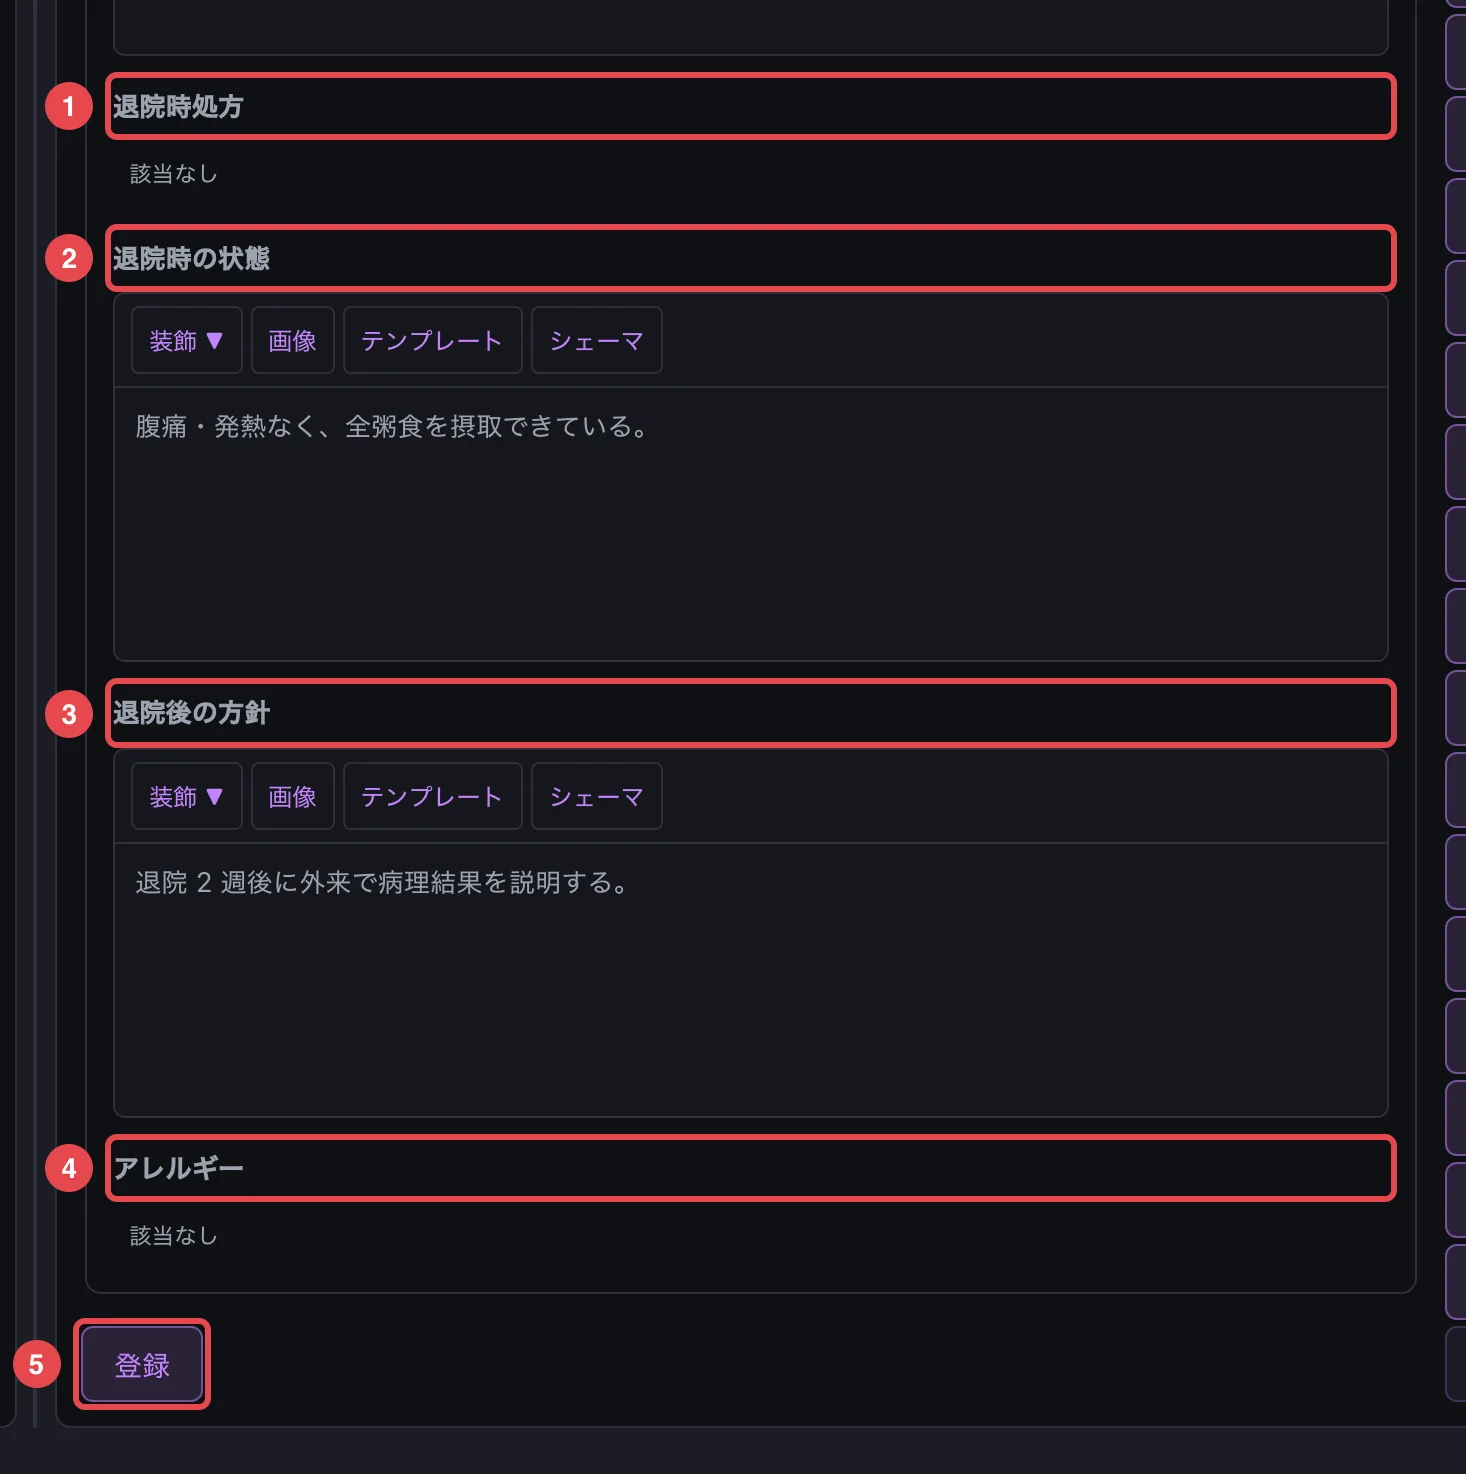 1 退院時処方
該当なし
2 退院時の状態
装飾 ▼ 画像 テンプレート シェーマ
腹痛・発熱なく、全粥食を摂取できている。
3 退院後の方針
装飾 ▼ 画像 テンプレート シェーマ
退院 2 週後に外来で病理結果を説明する。
4 アレルギー
該当なし
5 登録